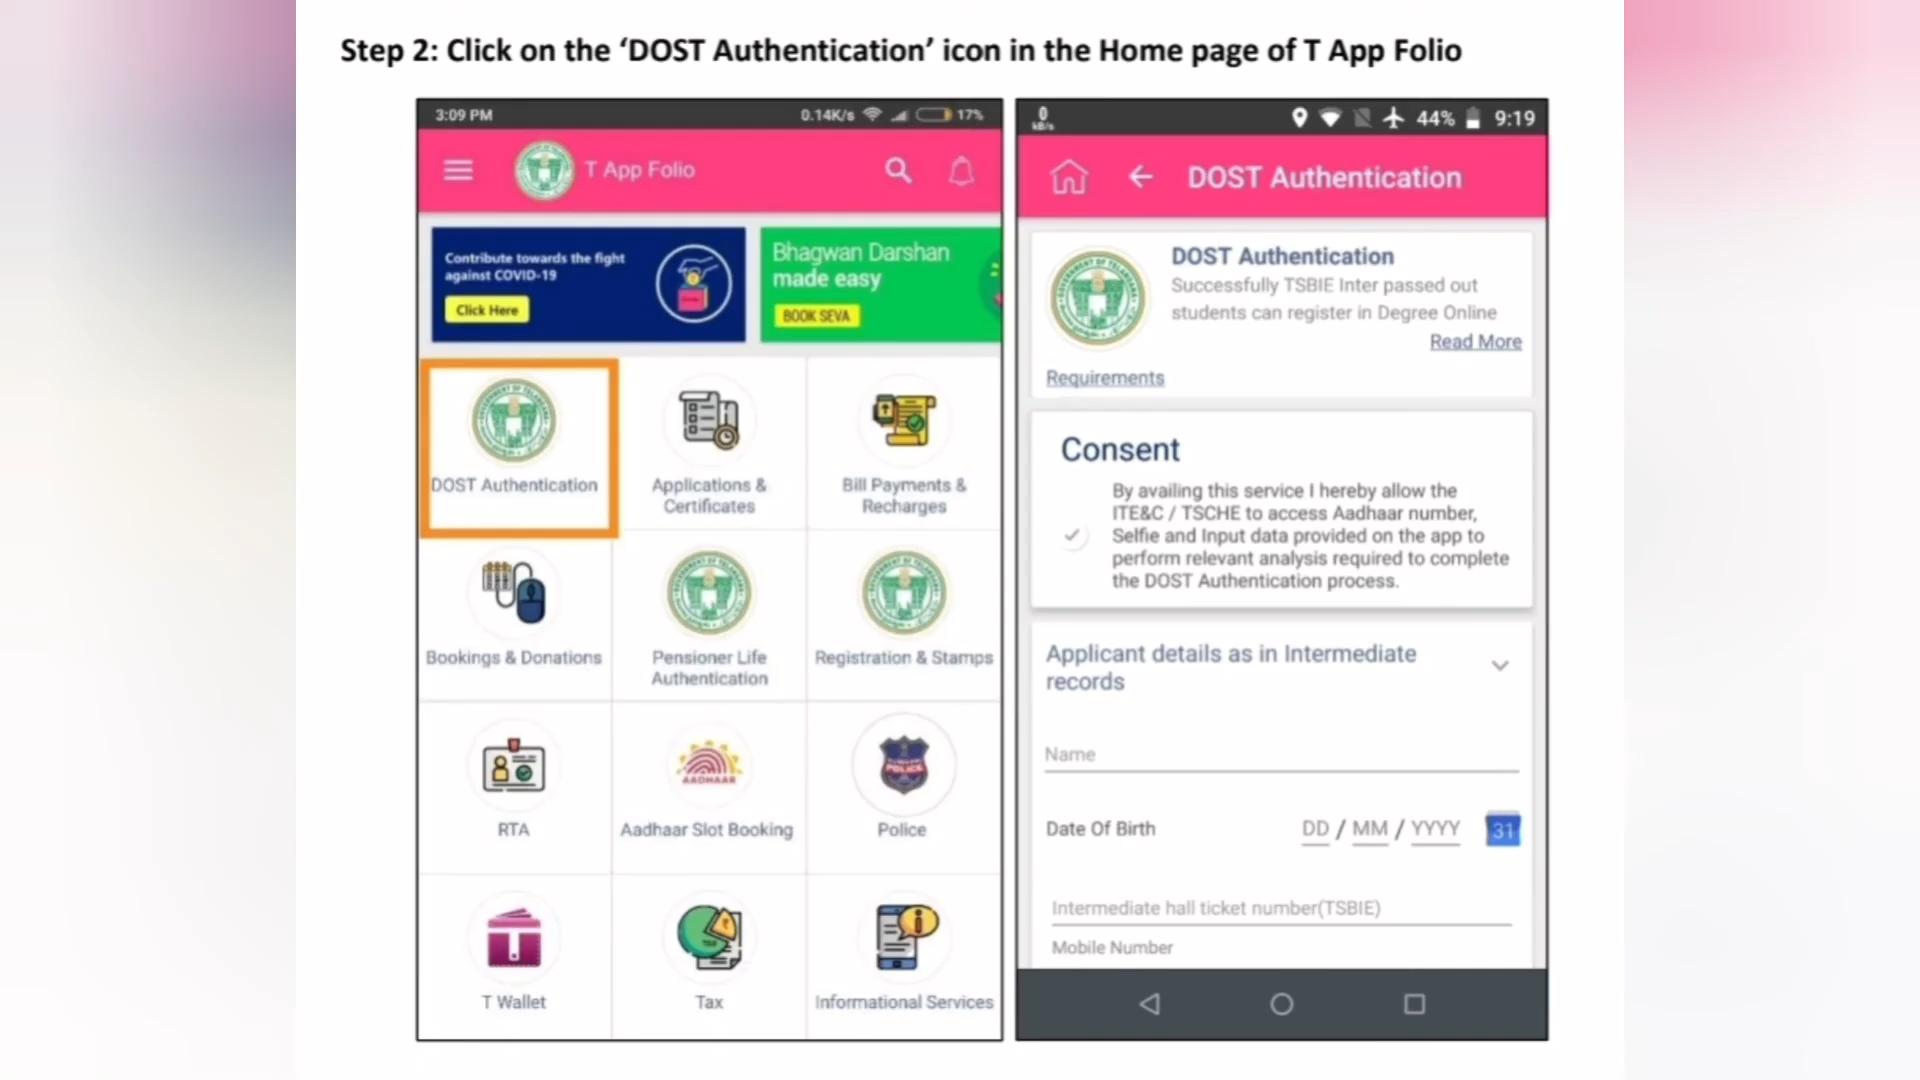 Step 2: Click on the ‘DOST Authentication’ icon in the Home page of T App Folio
3:09 PM
0.14K/s
17%
T App Folio
Contribute towards the fight
against COVID-19
Click Here
Bhagwan Darshan
made easy
BOOK SEVA
DOST Authentication
Applications &
Certificates
Bill Payments &
Recharges
Bookings & Donations
Pensioner Life
Authentication
Registration & Stamps
RTA
AADHAAR
Aadhaar Slot Booking
POLICE
Police
T Wallet
TAX
Tax
Informational Services
0
kB/s
44%
9:19
DOST Authentication
DOST Authentication
Successfully TSBIE Inter passed out
students can register in Degree Online
Read More
Requirements
Consent
By availing this service I hereby allow the
ITE&C / TSCHE to access Aadhaar number,
Selfie and Input data provided on the app to
perform relevant analysis required to complete
the DOST Authentication process.
Applicant details as in Intermediate
records
Name
Date Of Birth
DD / MM / YYYY
31
Intermediate hall ticket number(TSBIE)
Mobile Number